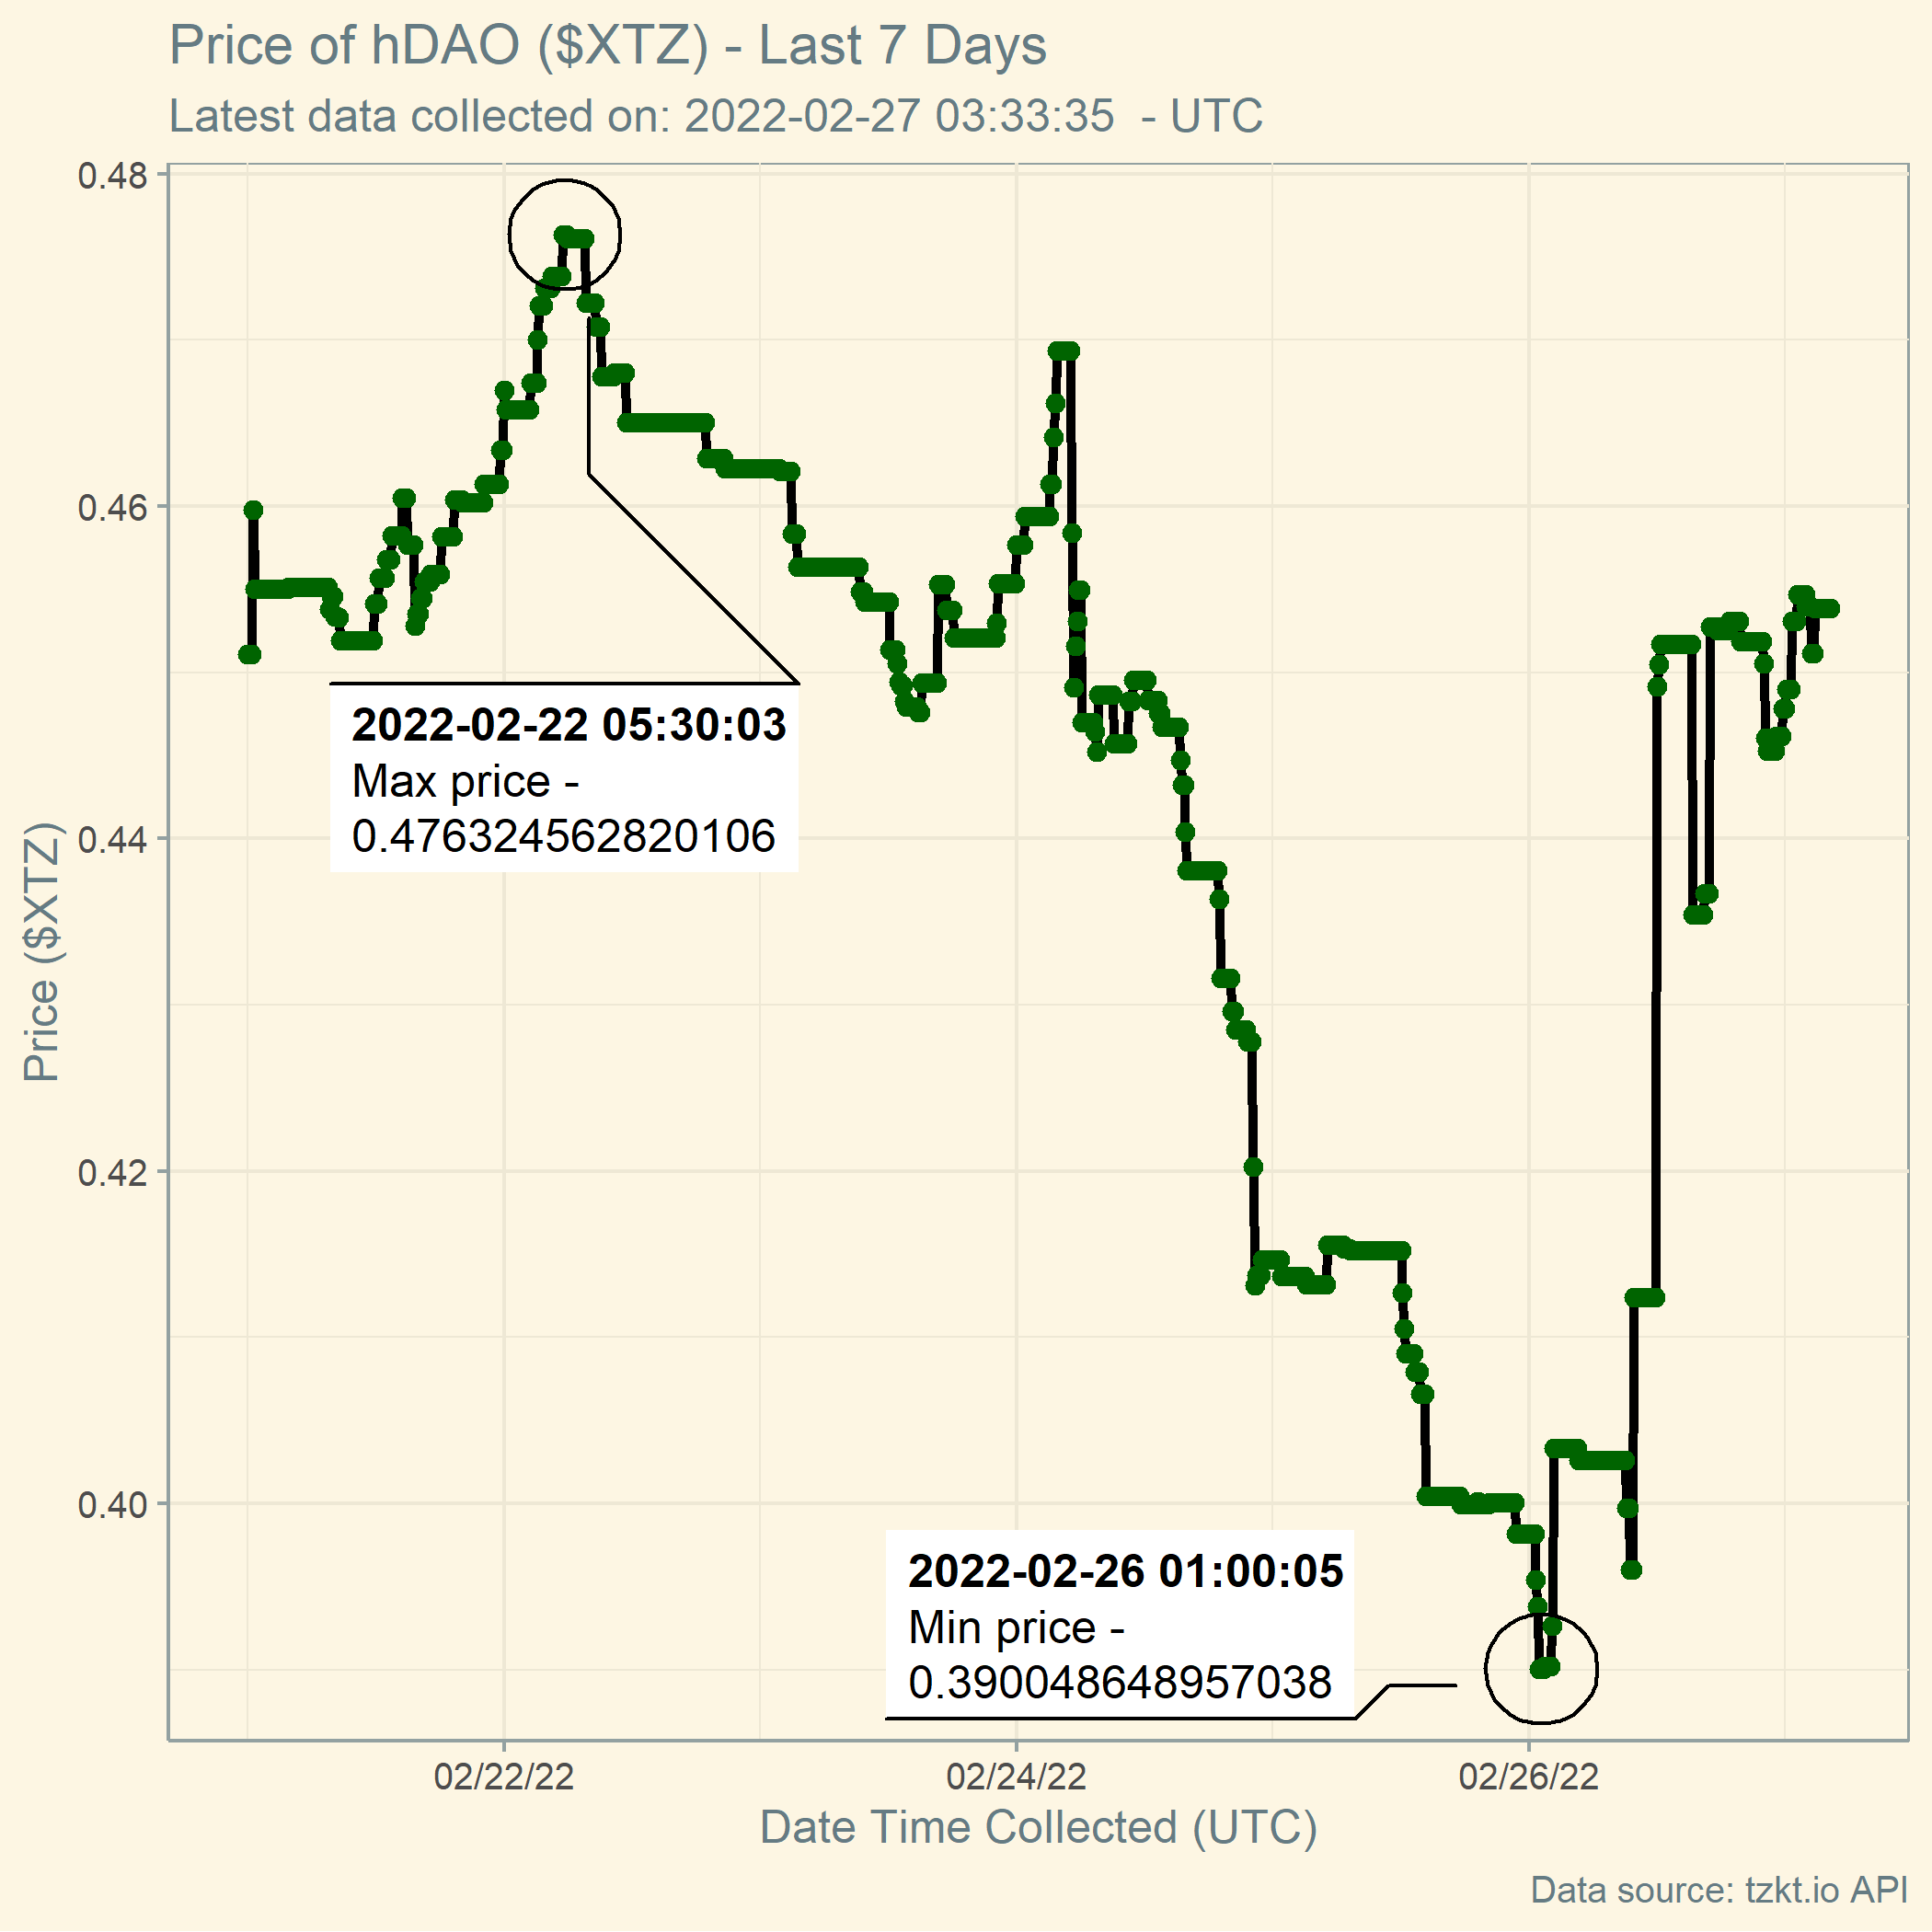 Price of hDAO ($XTZ) - Last 7 Days
Latest data collected on: 2022-02-27 03:33:35  - UTC
0.48
0.46
0.44
0.42
0.40
Price ($XTZ)
2022-02-22 05:30:03
Max price -
0.476324562820106
2022-02-26 01:00:05
Min price -
0.390048648957038
02/22/22
02/24/22
02/26/22
Date Time Collected (UTC)
Data source: tzkt.io API